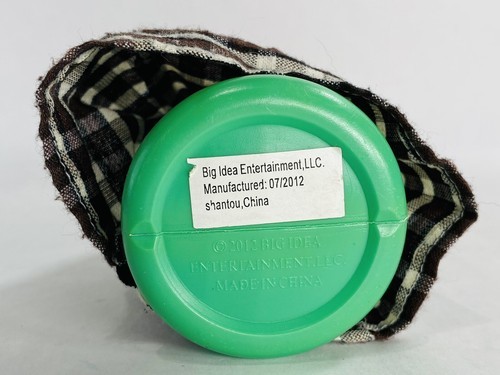 Big Idea Entertainment,LLC.
Manufactured: 07/2012
shantou,China
©2012 BIG IDEA
ENTERTAINMENT, LLC.
MADE IN CHINA